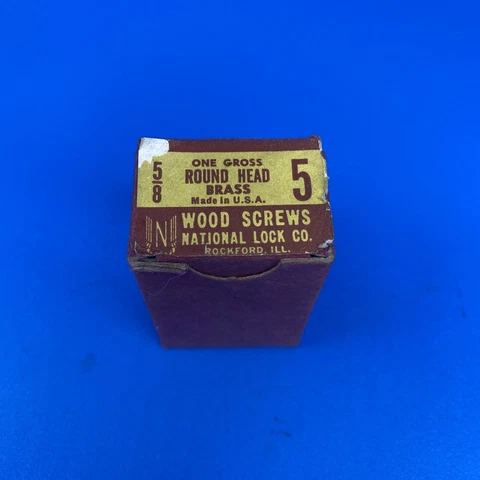 5/8
ONE GROSS
ROUND HEAD
BRASS
Made in U.S.A.
5
N
WOOD SCREWS
NATIONAL LOCK CO.
ROCKFORD, ILL.